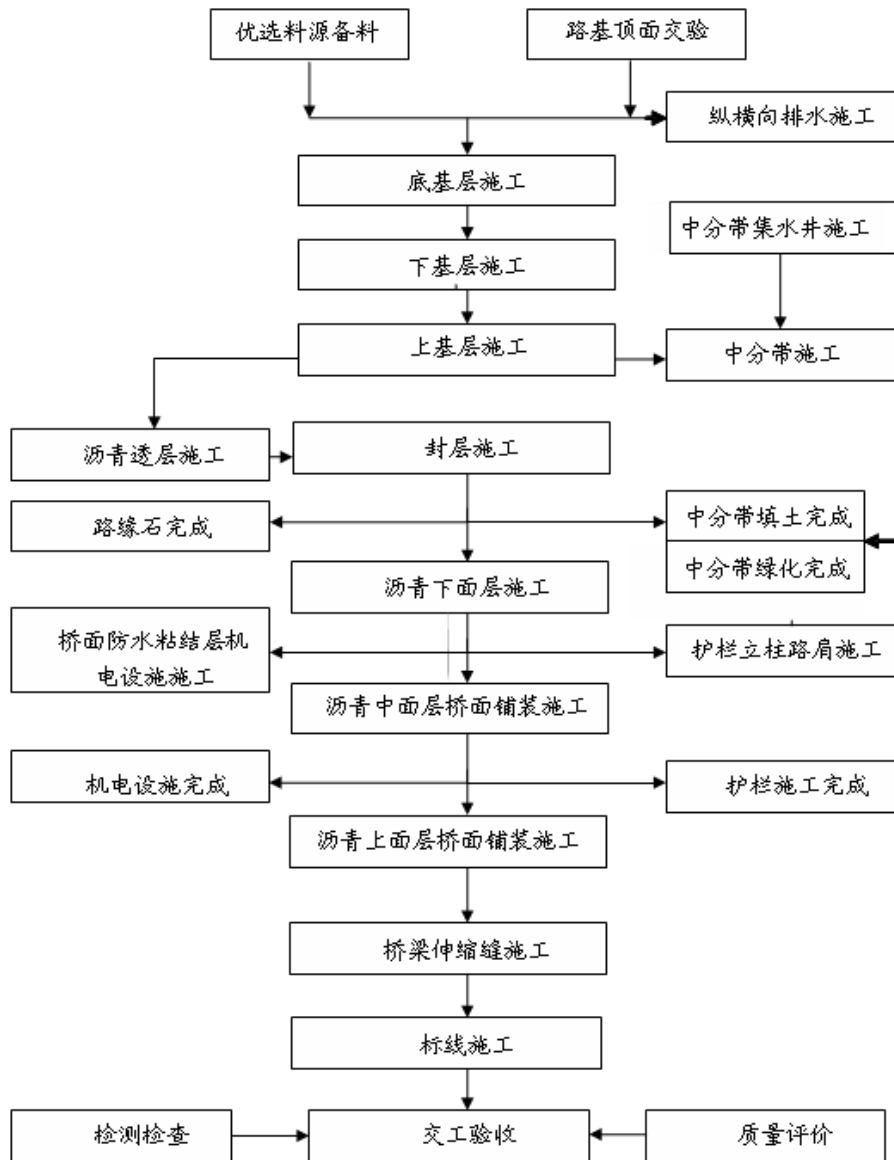 优选料源备料
路基顶面交验
纵横向排水施工
底基层施工
中分带集水井施工
下基层施工
上基层施工
中分带施工
沥青透层施工
封层施工
路缘石完成
中分带填土完成
中分带绿化完成
沥青下面层施工
桥面防水粘结层机
电设施施工
护栏立柱路肩施工
沥青中面层桥面铺装施工
机电设施完成
护栏施工完成
沥青上面层桥面铺装施工
桥梁伸缩缝施工
标线施工
检测检查
交工验收
质量评价